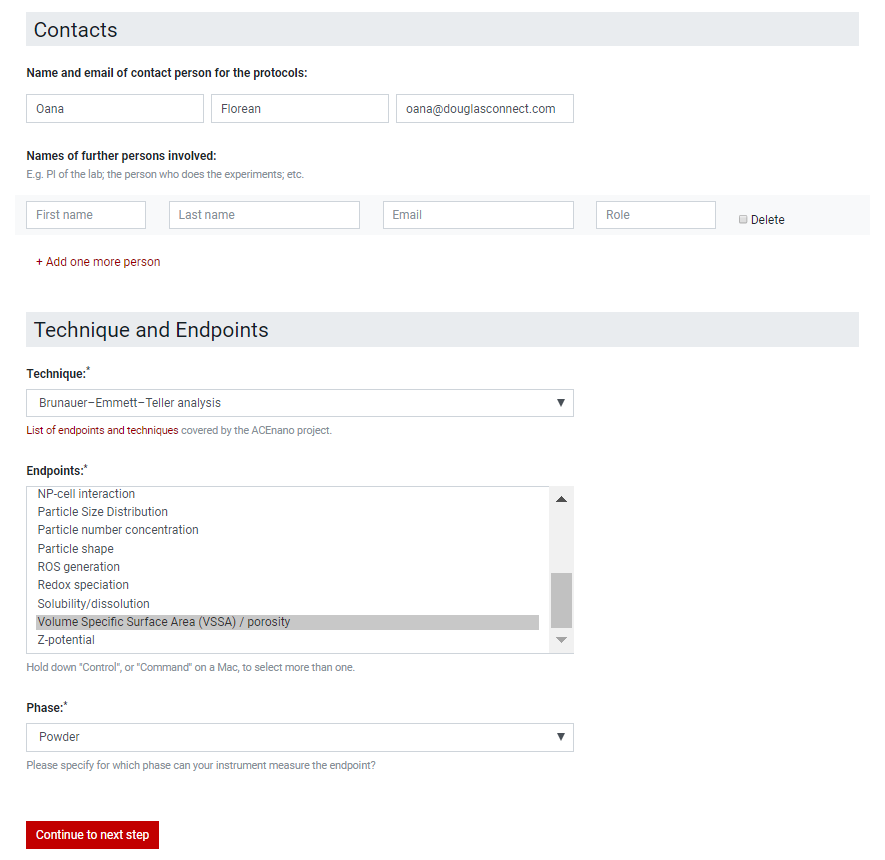 Contacts
Name and email of contact person for the protocols:
Oana Florean oana@douglasconnect.com
Names of further persons involved:
E.g. PI of the lab; the person who does the experiments; etc.
First name Last name Email Role Delete
+ Add one more person
Technique and Endpoints
Technique:*
Brunauer–Emmett–Teller analysis
List of endpoints and techniques covered by the ACEnano project.
Endpoints:*
NP-cell interaction
Particle Size Distribution
Particle number concentration
Particle shape
ROS generation
Redox speciation
Solubility/dissolution
Volume Specific Surface Area (VSSA) / porosity
Z-potential
Hold down "Control", or "Command" on a Mac, to select more than one.
Phase:*
Powder
Please specify for which phase can your instrument measure the endpoint?
Continue to next step